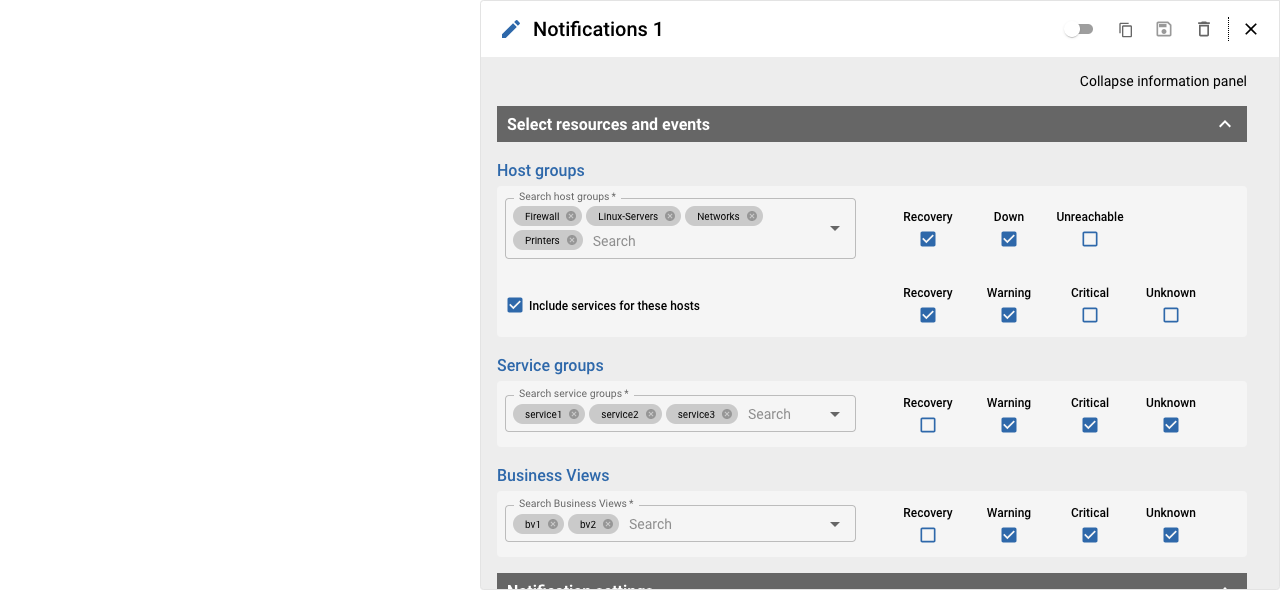 Notifications 1
Collapse information panel
Select resources and events
Host groups
Search host groups *
Firewall Linux-Servers Networks
Printers Search
Recovery Down Unreachable
Include services for these hosts
Recovery Warning Critical Unknown
Service groups
Search service groups *
service1 service2 service3 Search
Recovery Warning Critical Unknown
Business Views
Search Business Views *
bv1 bv2 Search
Recovery Warning Critical Unknown
Notification settings